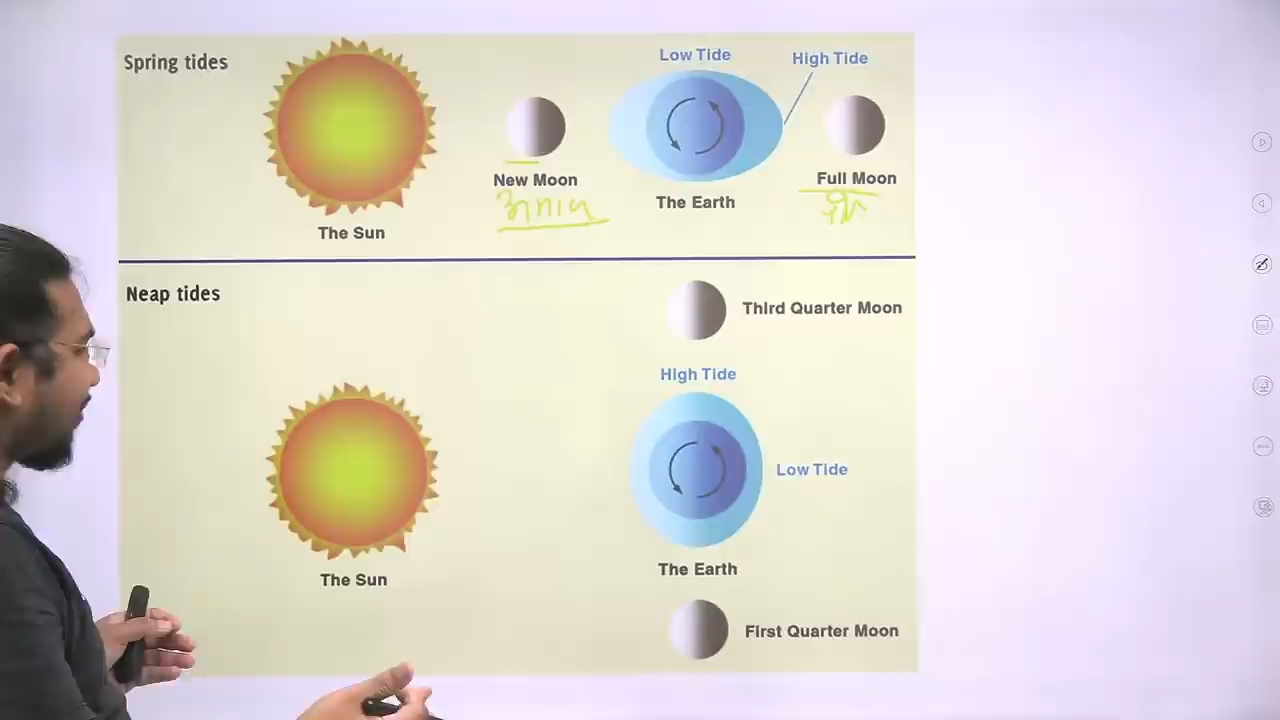 Spring tides
Low Tide
High Tide
New Moon
Full Moon
अमाव
The Earth
The Sun
Neap tides
Third Quarter Moon
High Tide
Low Tide
The Earth
The Sun
First Quarter Moon